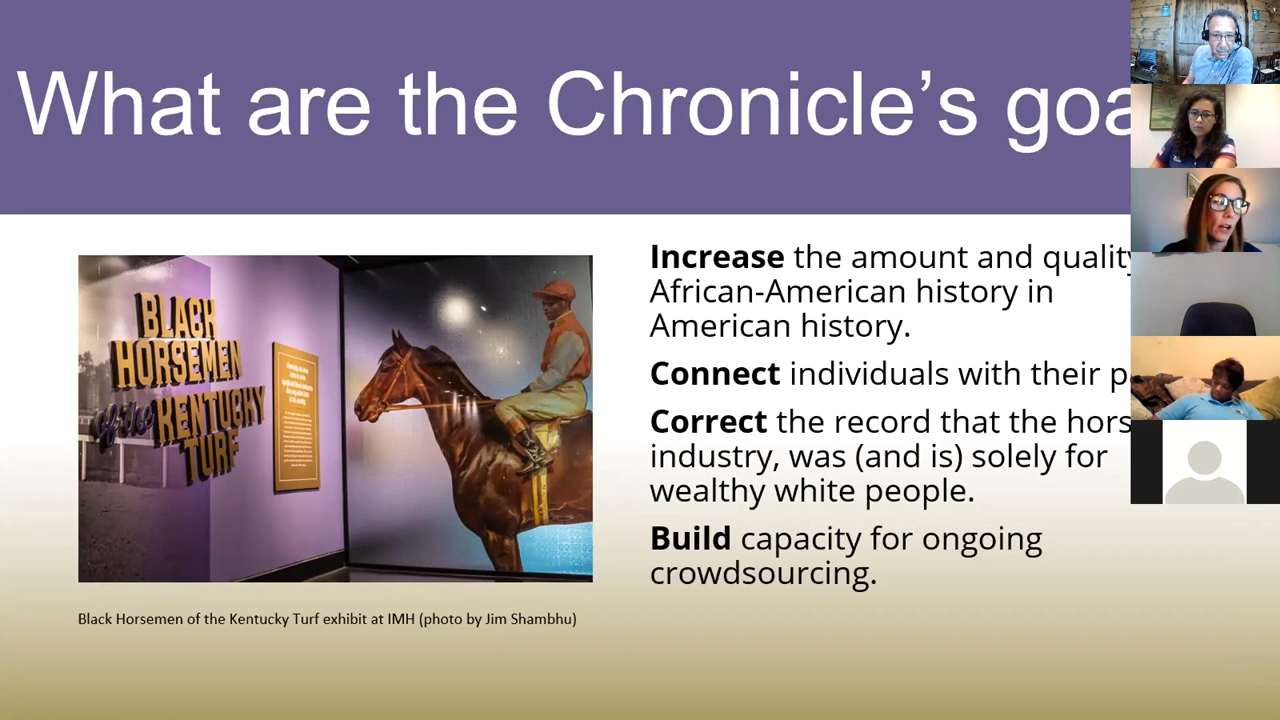 What are the Chronicle’s goa
Increase the amount and quality
African-American history in
American history.
Connect individuals with their p
Correct the record that the hors
industry, was (and is) solely for
wealthy white people.
Build capacity for ongoing
crowdsourcing.
BLACK
HORSEMEN
of the KENTUCKY
TURF
Black Horsemen of the Kentucky Turf exhibit at IMH (photo by Jim Shambhu)